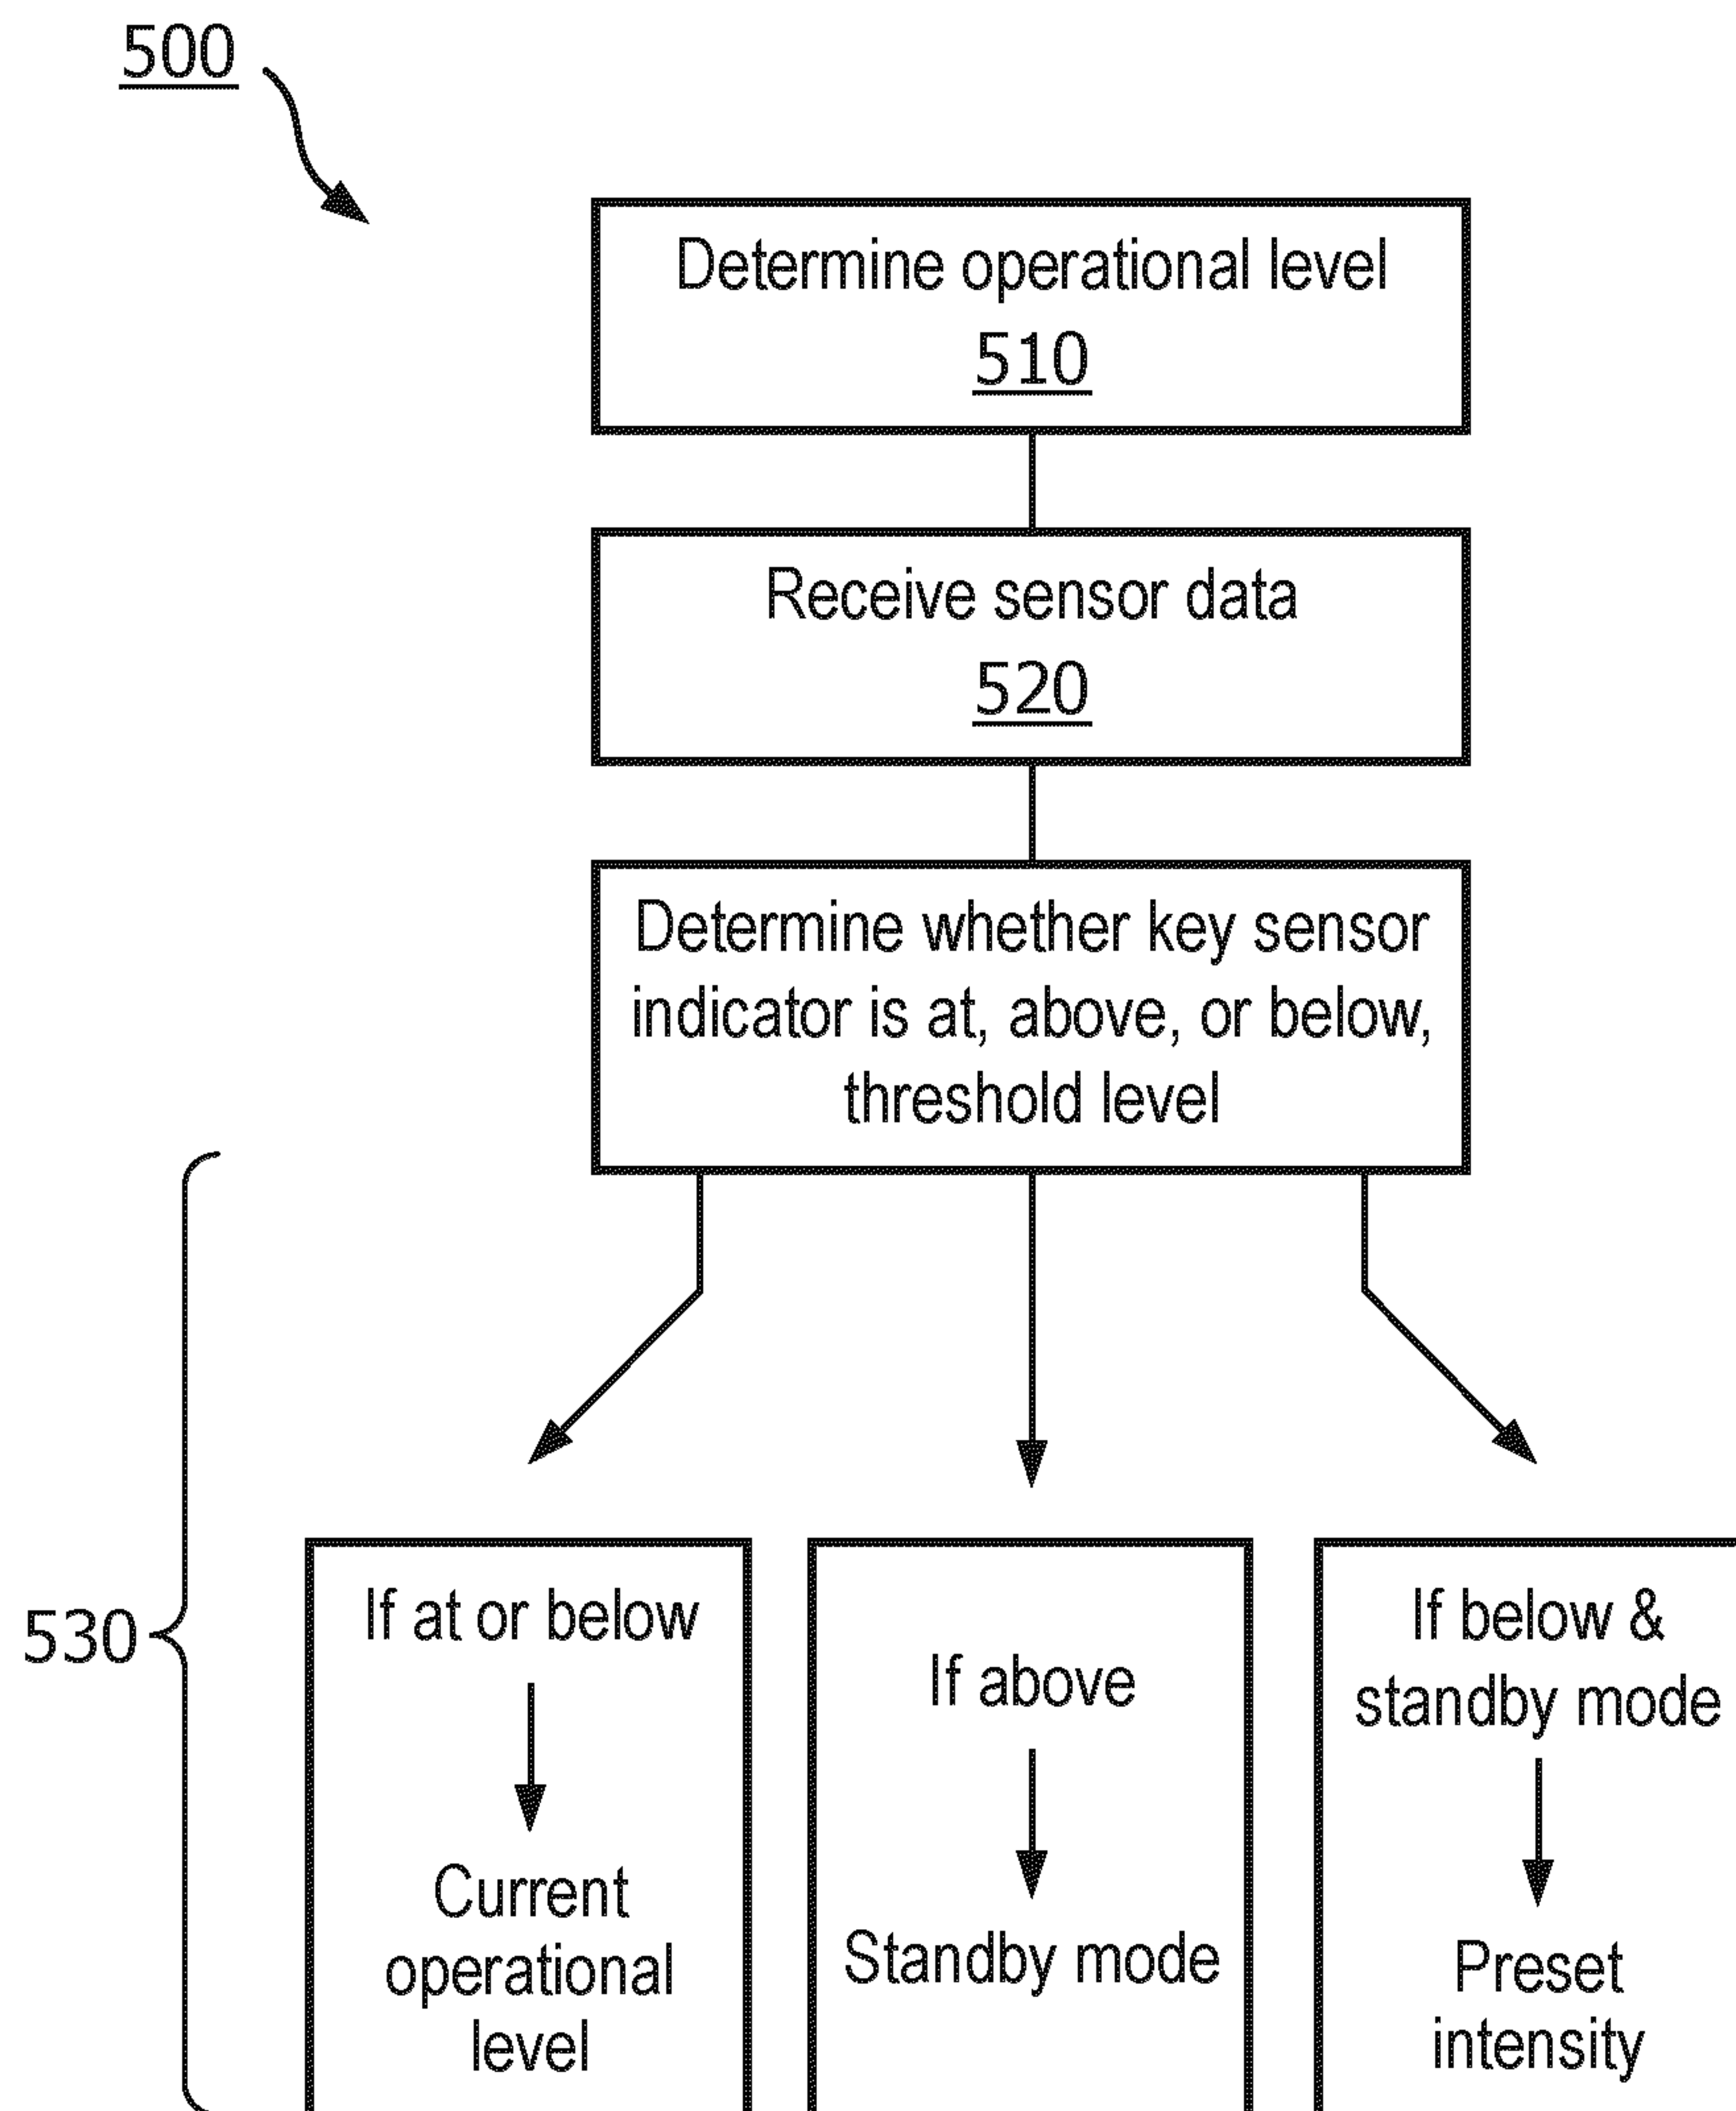 500
Determine operational level
510
Receive sensor data
520
Determine whether key sensor
indicator is at, above, or below,
threshold level
530
If at or below
Current
operational
level
If above
Standby mode
If below &
standby mode
Preset
intensity